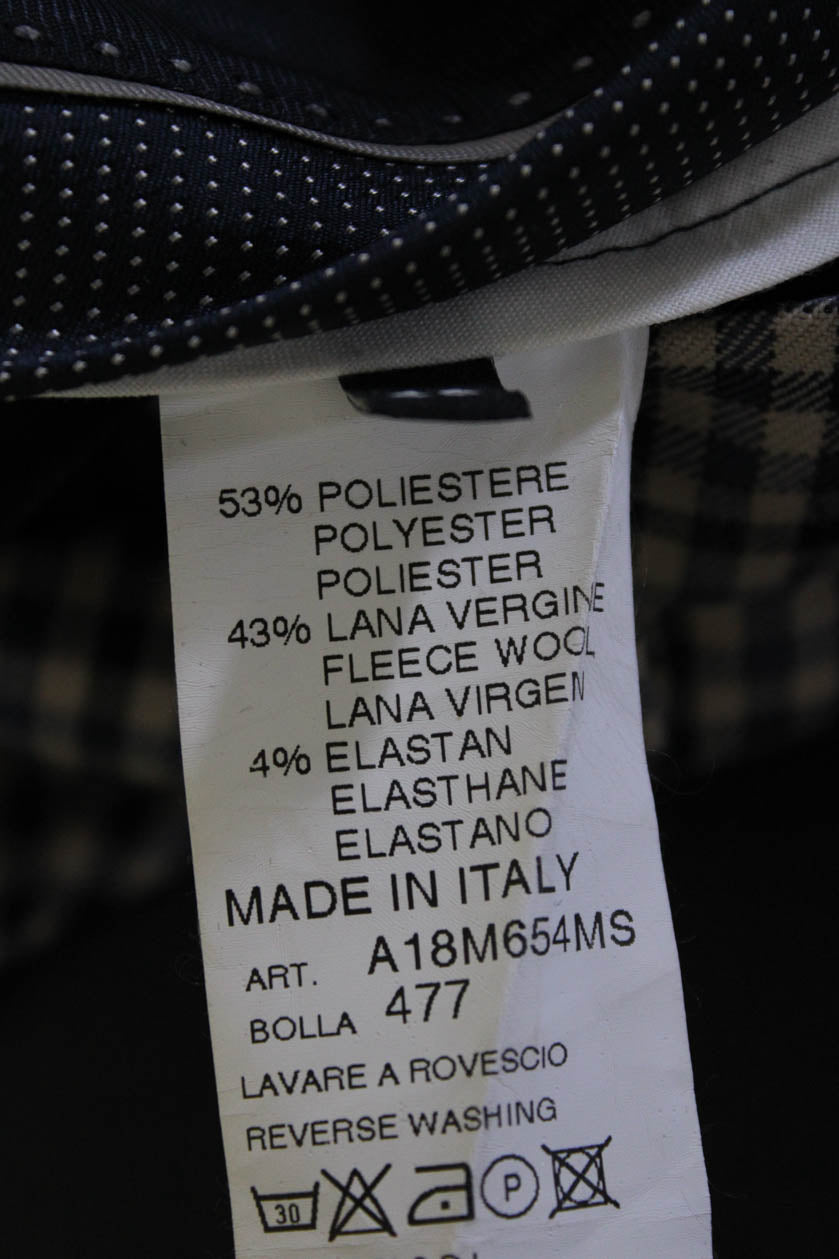 53% POLIESTERE
POLYESTER
POLIESTER
43% LANA VERGINE
FLEECE WOOL
LANA VIRGEN
4% ELASTAN
ELASTHANE
ELASTANO
MADE IN ITALY
ART. A18M654MS
BOLLA 477
LAVARE A ROVESCIO
REVERSE WASHING
30 P